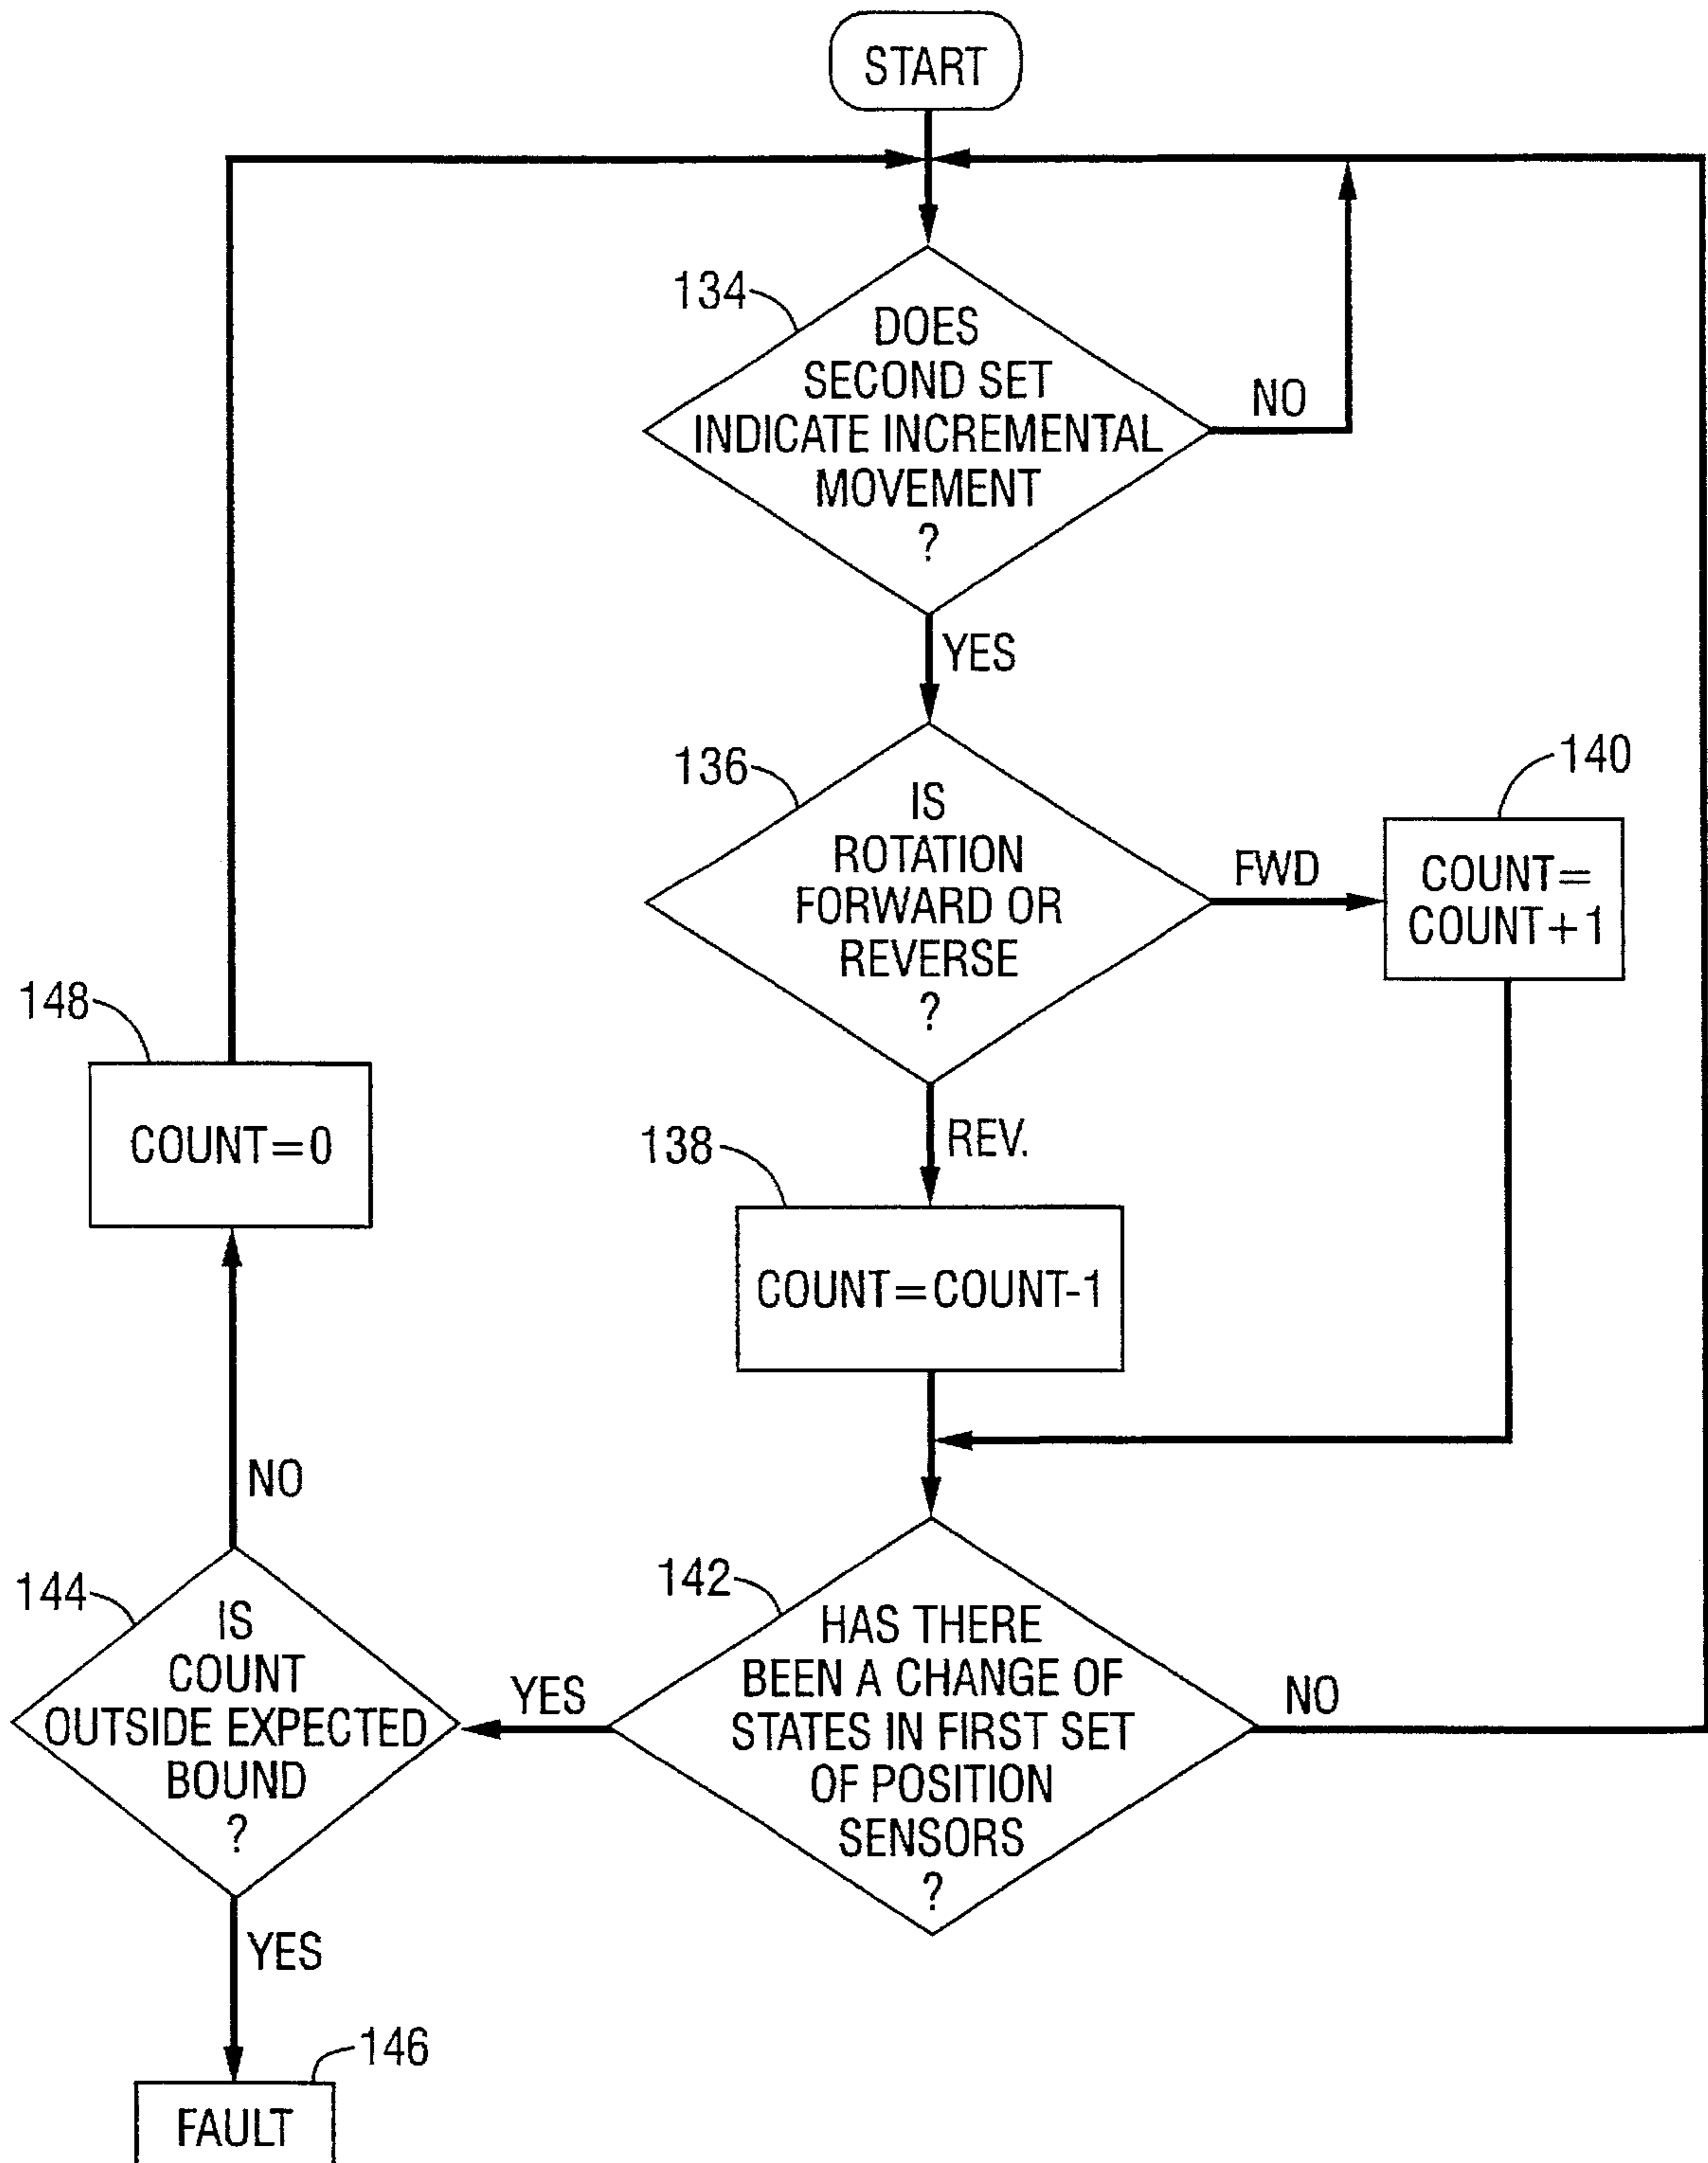 START
134
DOES
SECOND SET
INDICATE INCREMENTAL
MOVEMENT
?
NO
YES
136
IS
ROTATION
FORWARD OR
REVERSE
?
FWD
140
COUNT=
COUNT+1
REV.
138
COUNT=COUNT-1
148
COUNT=0
NO
142
HAS THERE
BEEN A CHANGE OF
STATES IN FIRST SET
OF POSITION
SENSORS
?
NO
YES
144
IS
COUNT
OUTSIDE EXPECTED
BOUND
?
YES
146
FAULT